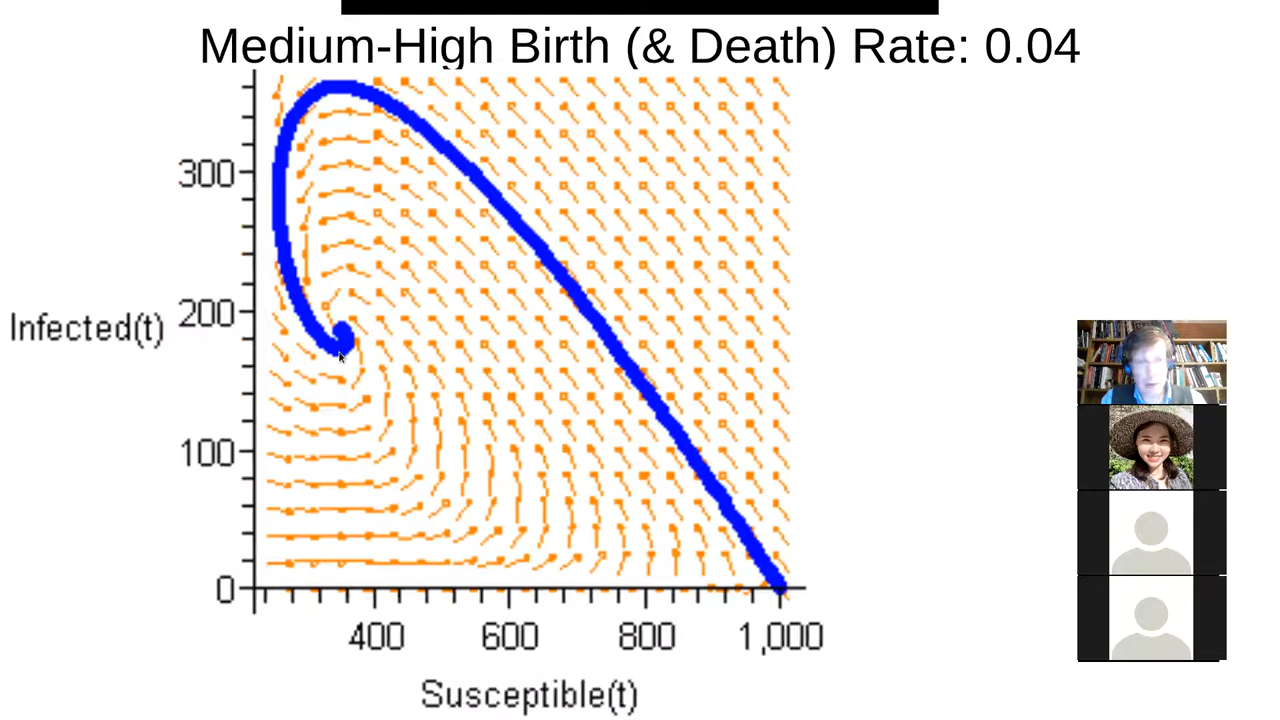 Medium-High Birth (& Death) Rate: 0.04
300
Infected(t) 200
100
0
400 600 800 1,000
Susceptible(t)